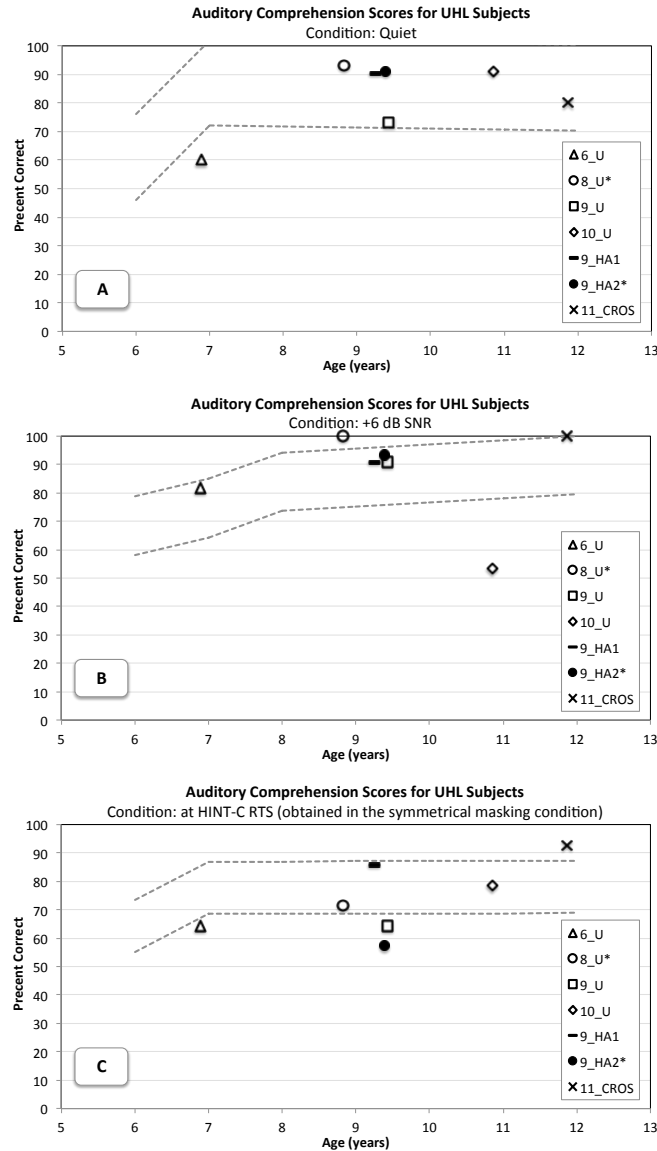 Auditory Comprehension Scores for UHL Subjects
Condition: Quiet
100
90
80
70
60
50
40
30
20
10
0
Precent Correct
6_U
8_U*
9_U
10_U
9_HA1
9_HA2*
11_CROS
A
5 6 7 8 9 10 11 12 13
Age (years)
Auditory Comprehension Scores for UHL Subjects
Condition: +6 dB SNR
100
90
80
70
60
50
40
30
20
10
0
Precent Correct
6_U
8_U*
9_U
10_U
9_HA1
9_HA2*
11_CROS
B
5 6 7 8 9 10 11 12 13
Age (years)
Auditory Comprehension Scores for UHL Subjects
Condition: at HINT-C RTS (obtained in the symmetrical masking condition)
100
90
80
70
60
50
40
30
20
10
0
Precent Correct
6_U
8_U*
9_U
10_U
9_HA1
9_HA2*
11_CROS
C
5 6 7 8 9 10 11 12 13
Age (years)